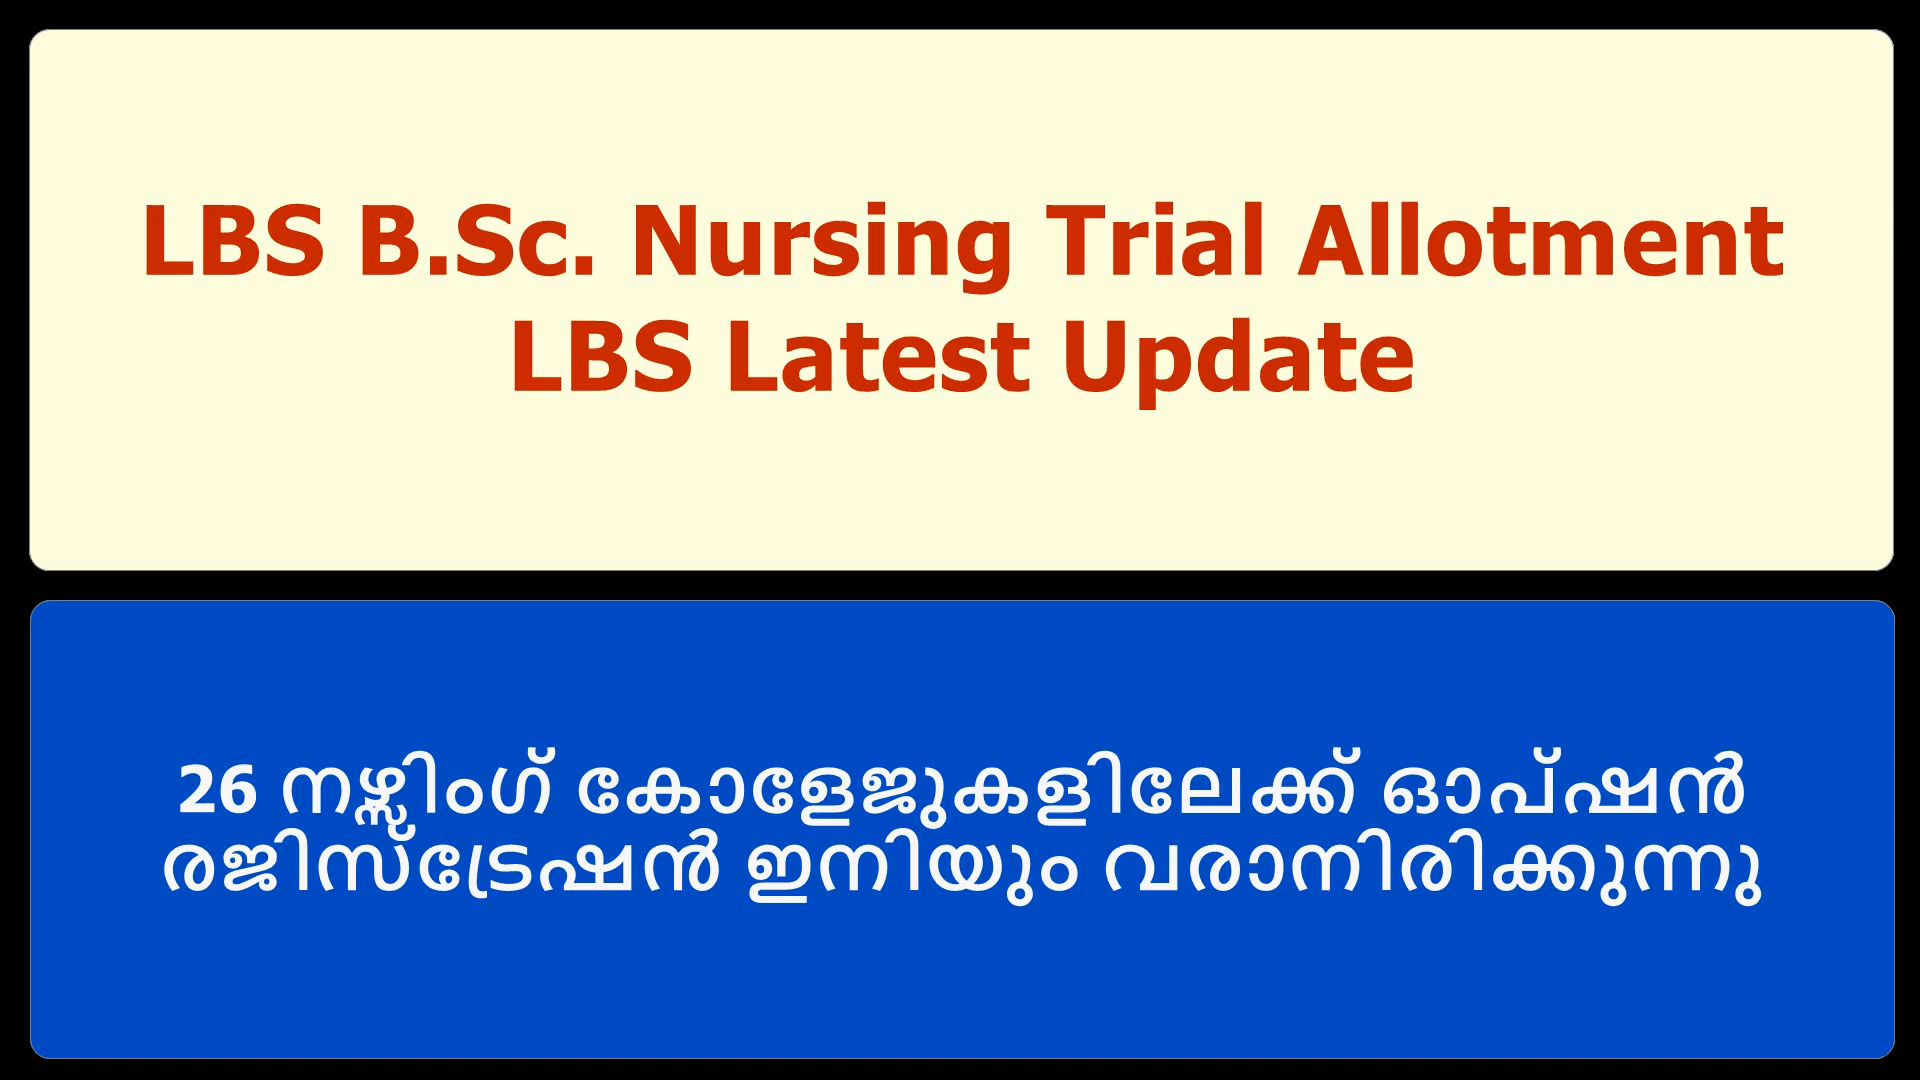 LBS B.Sc. Nursing Trial Allotment
LBS Latest Update
26 നഴ്സിംഗ് കോളേജുകളിലേക്ക് ഓപ്ഷൻ
രജിസ്ട്രേഷൻ ഇനിയും വരാനിരിക്കുന്നു